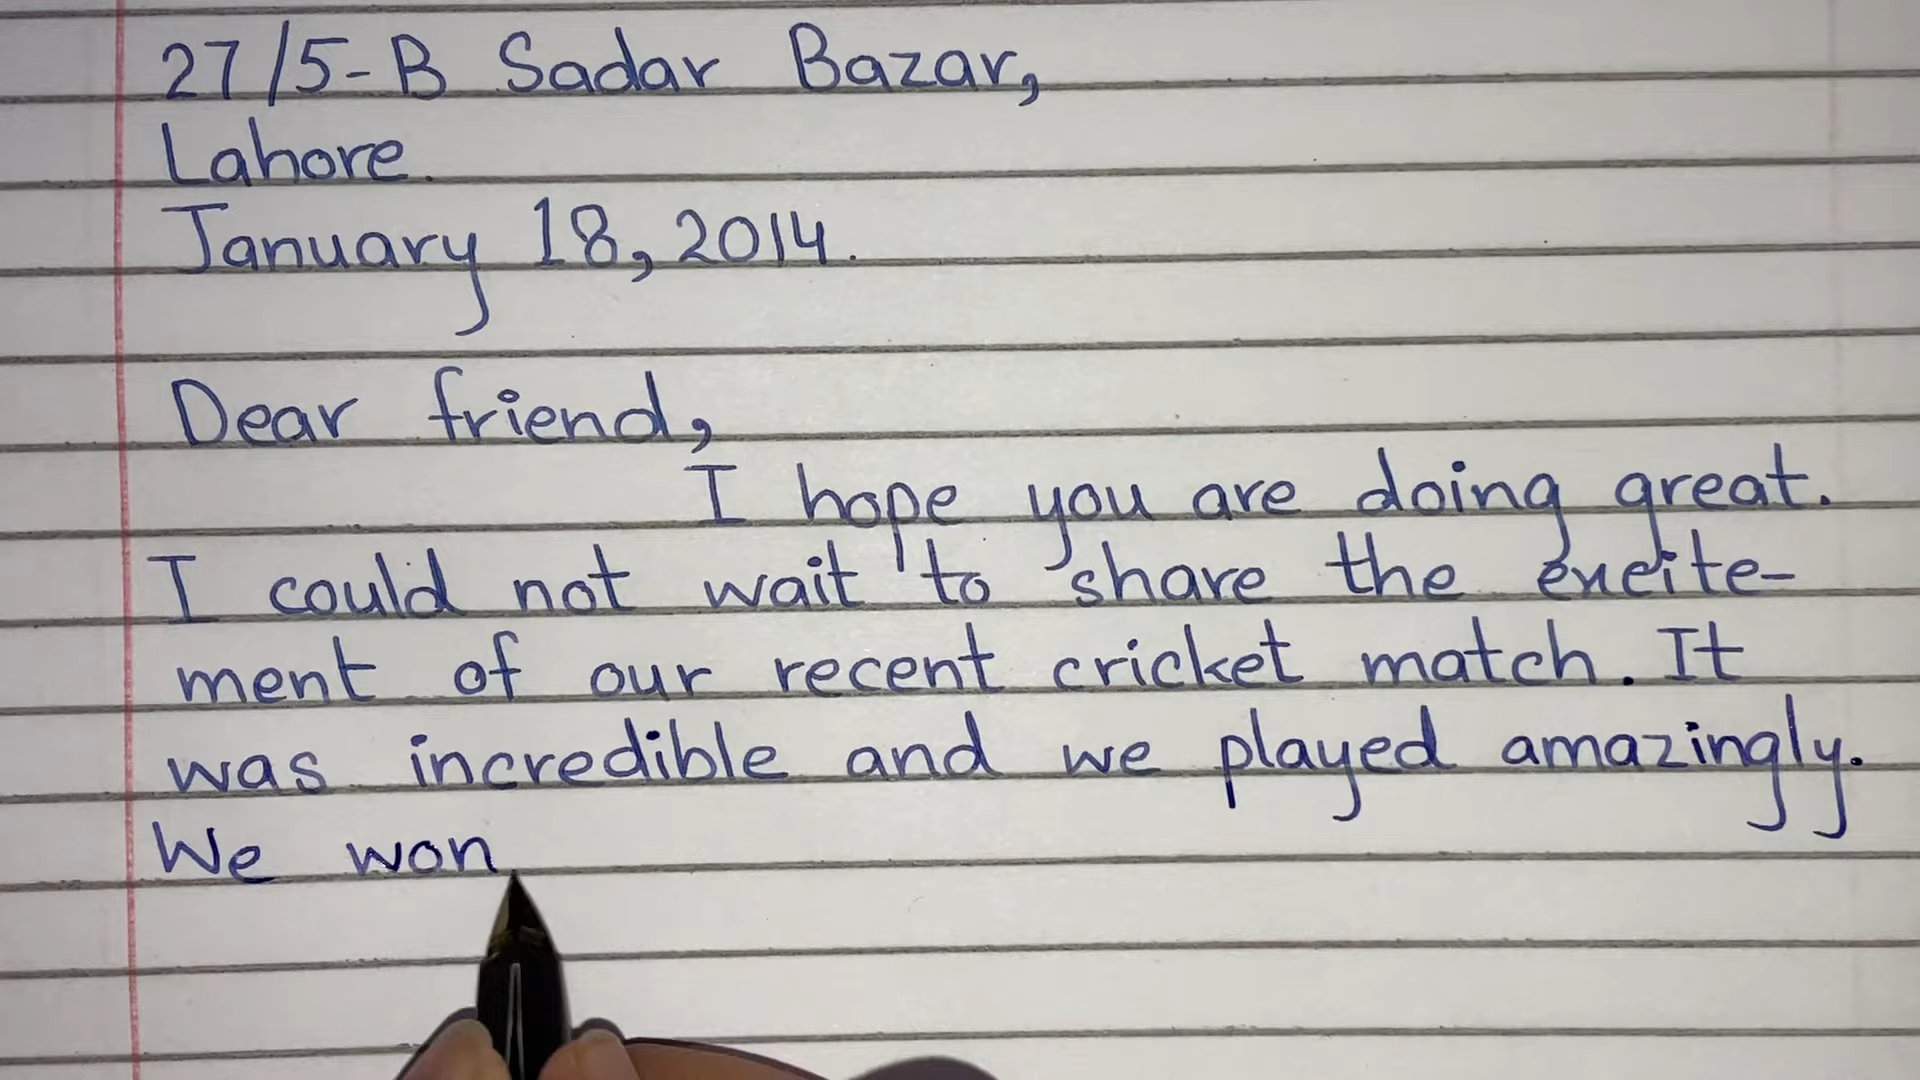 27/5-B Sadar Bazar,
Lahore.
January 18, 2014.
Dear friend,
I hope you are doing great.
I could not wait to share the excite-
ment of our recent cricket match. It
was incredible and we played amazingly.
We won